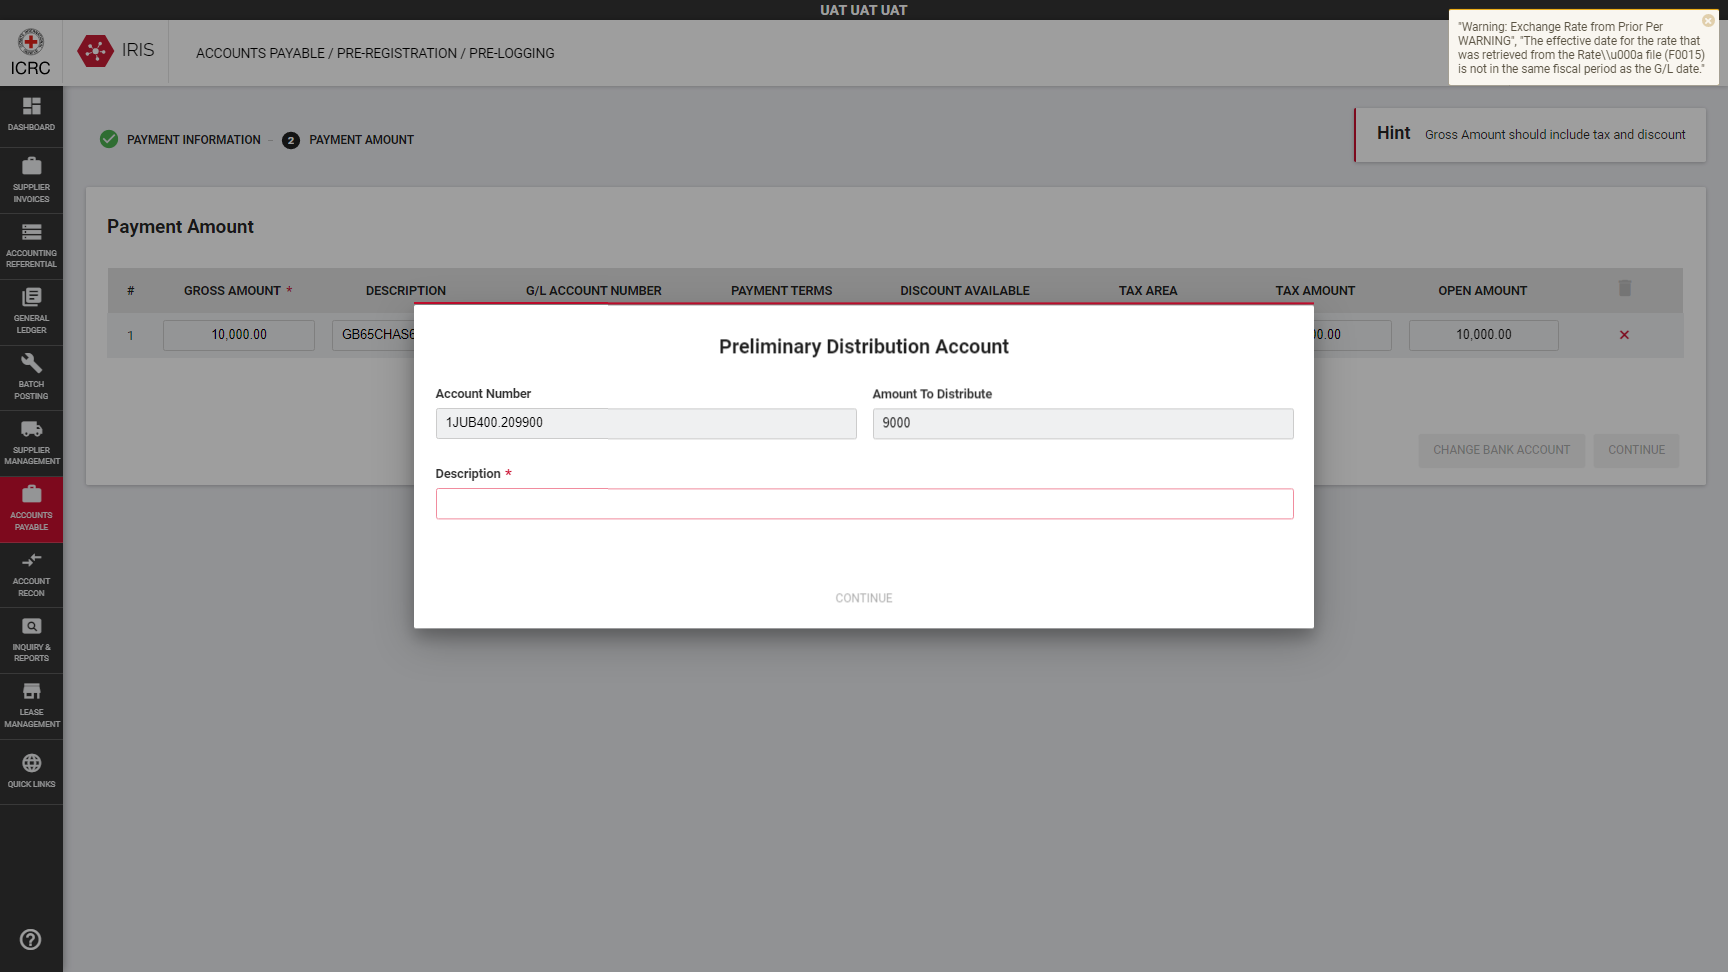 UAT UAT UAT
ICRC
IRIS
ACCOUNTS PAYABLE / PRE-REGISTRATION / PRE-LOGGING
"Warning: Exchange Rate from Prior Per
WARNING", "The effective date for the rate that
was retrieved from the Rate\\u000a file (F0015)
is not in the same fiscal period as the G/L date."
DASHBOARD
SUPPLIER
INVOICES
ACCOUNTING
REFERENTIAL
GENERAL
LEDGER
BATCH
POSTING
SUPPLIER
MANAGEMENT
ACCOUNTS
PAYABLE
ACCOUNT
RECON
INQUIRY &
REPORTS
LEASE
MANAGEMENT
QUICK LINKS
PAYMENT INFORMATION - 2 PAYMENT AMOUNT
Hint Gross Amount should include tax and discount
Payment Amount
# GROSS AMOUNT * DESCRIPTION G/L ACCOUNT NUMBER PAYMENT TERMS DISCOUNT AVAILABLE TAX AREA TAX AMOUNT OPEN AMOUNT
1 10,000.00 GB65CHAS 0.00 10,000.00
CHANGE BANK ACCOUNT CONTINUE
Preliminary Distribution Account
Account Number Amount To Distribute
1JUB400.209900 9000
Description *
CONTINUE